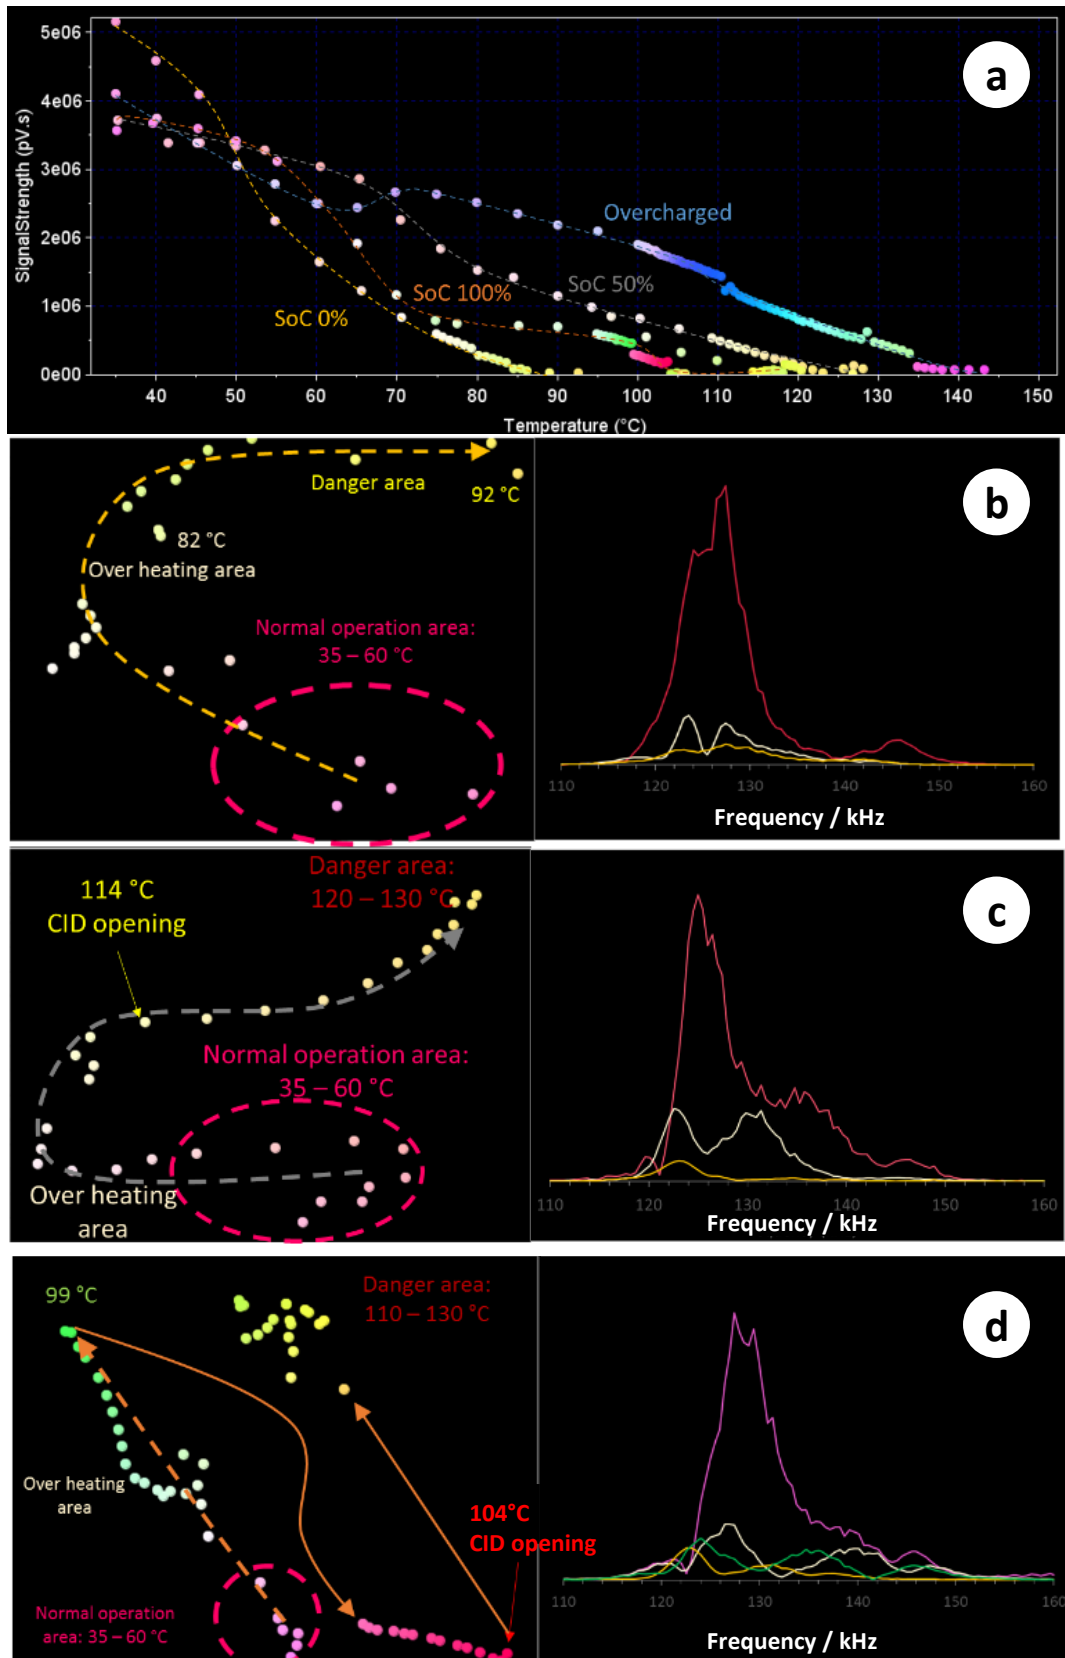 5e06
4e06
3e06
2e06
1e06
0e00
SignalStrength (pV.s)
a
Overcharged
SoC 50%
SoC 100%
SoC 0%
40 50 60 70 80 90 100 110 120 130 140 150
Temperature (°C)
Danger area
92 °C
82 °C
Over heating area
Normal operation area:
35 – 60 °C
b
110 120 130 140 150 160
Frequency / kHz
Danger area:
120 – 130 °C
114 °C
CID opening
Normal operation area:
35 – 60 °C
Over heating
area
c
110 120 130 140 150 160
Frequency / kHz
99 °C
Danger area:
110 – 130 °C
Over heating
area
104°C
CID opening
Normal operation
area: 35 – 60 °C
d
110 120 130 140 150 160
Frequency / kHz